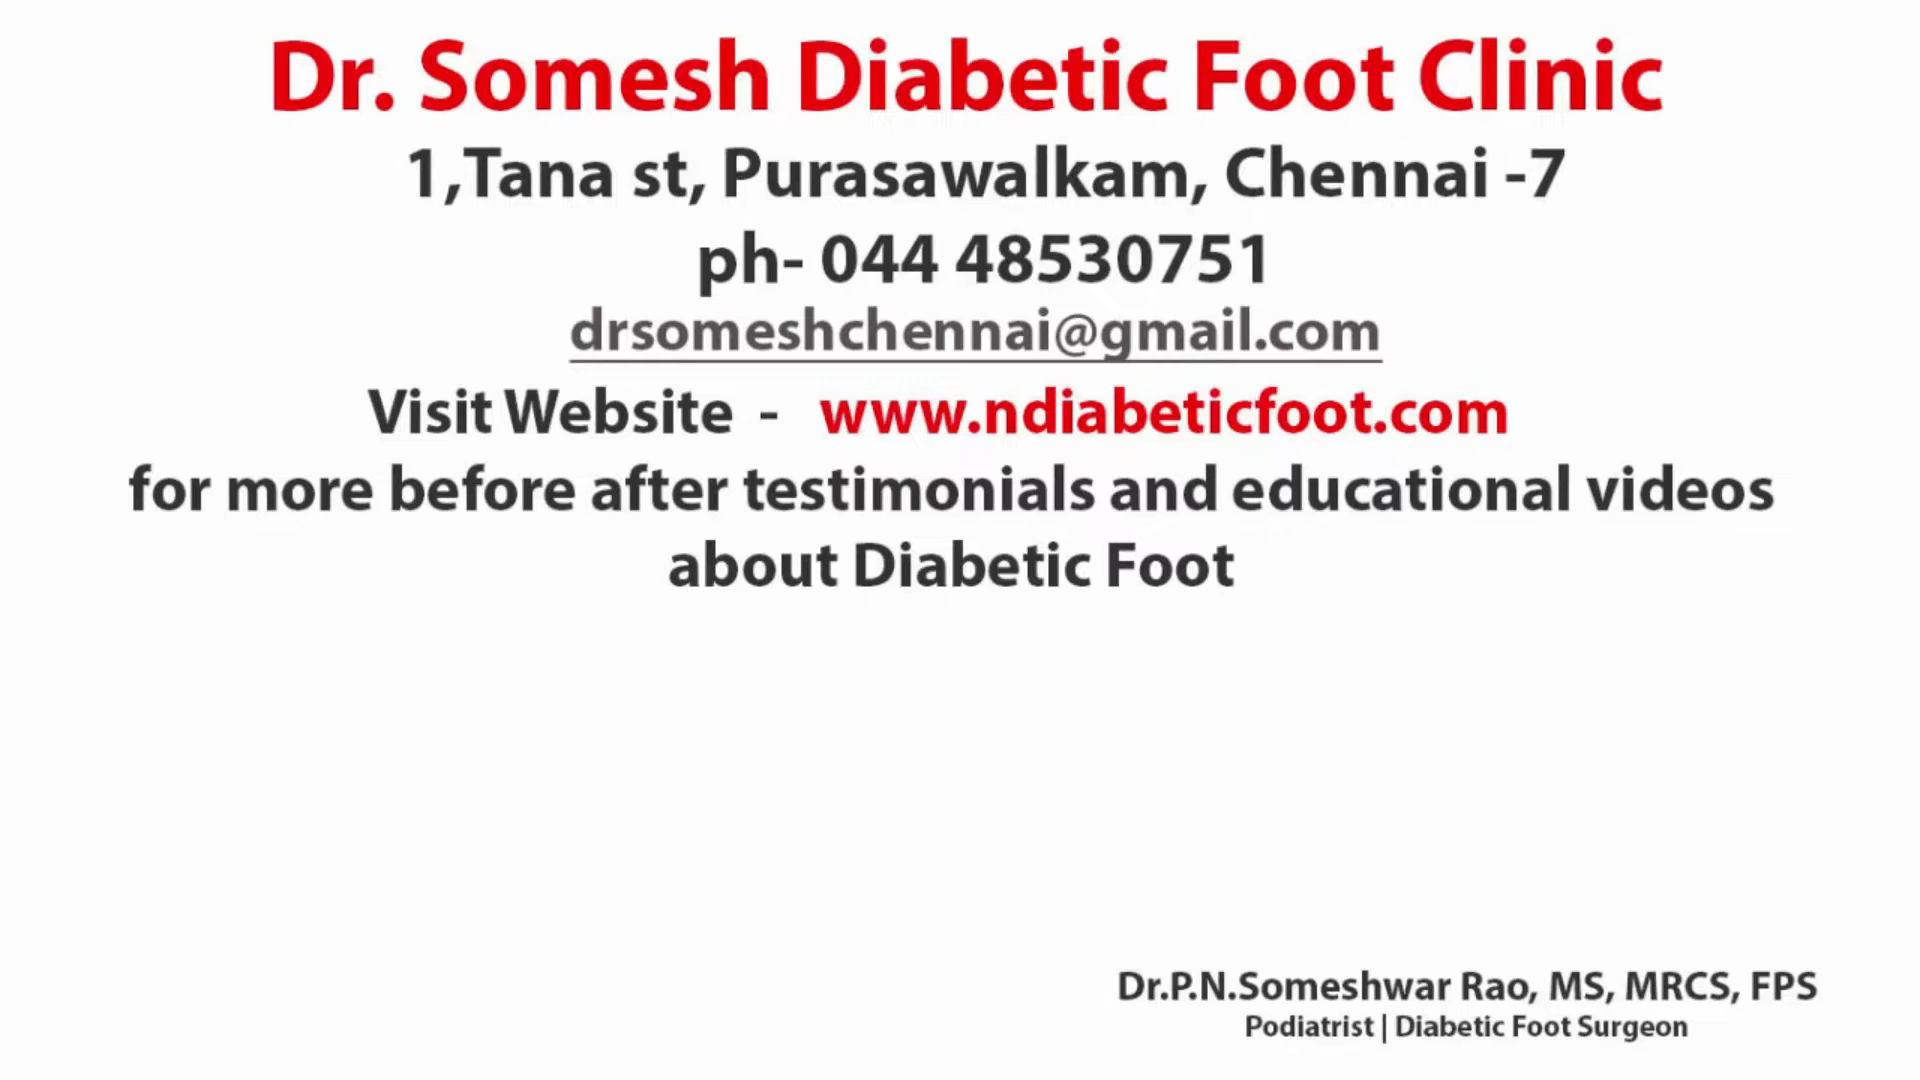 Dr. Somesh Diabetic Foot Clinic
1,Tana st, Purasawalkam, Chennai -7
ph- 044 48530751
drsomeshchennai@gmail.com
Visit Website - www.ndiabeticfoot.com
for more before after testimonials and educational videos
about Diabetic Foot
Dr.P.N.Someshwar Rao, MS, MRCS, FPS
Podiatrist | Diabetic Foot Surgeon